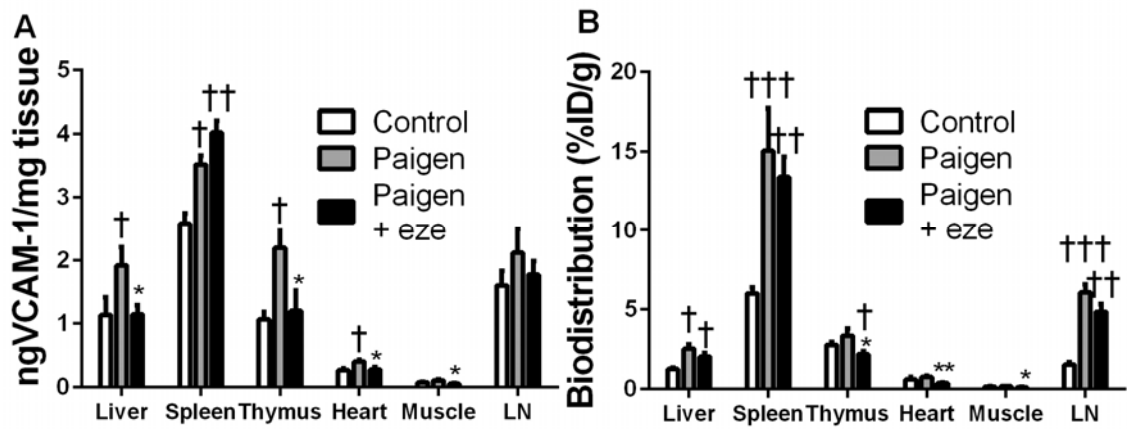 A
ngVCAM-1/mg tissue
5
4
3
2
1
0
†
*
†
††
†
*
†
*
*
Control
Paigen
Paigen
+ eze
Liver Spleen Thymus Heart Muscle LN
B
Biodistribution (%ID/g)
20
15
10
5
0
†
†
†††
††
†
*
**
*
†††
††
Control
Paigen
Paigen
+ eze
Liver Spleen Thymus Heart Muscle LN